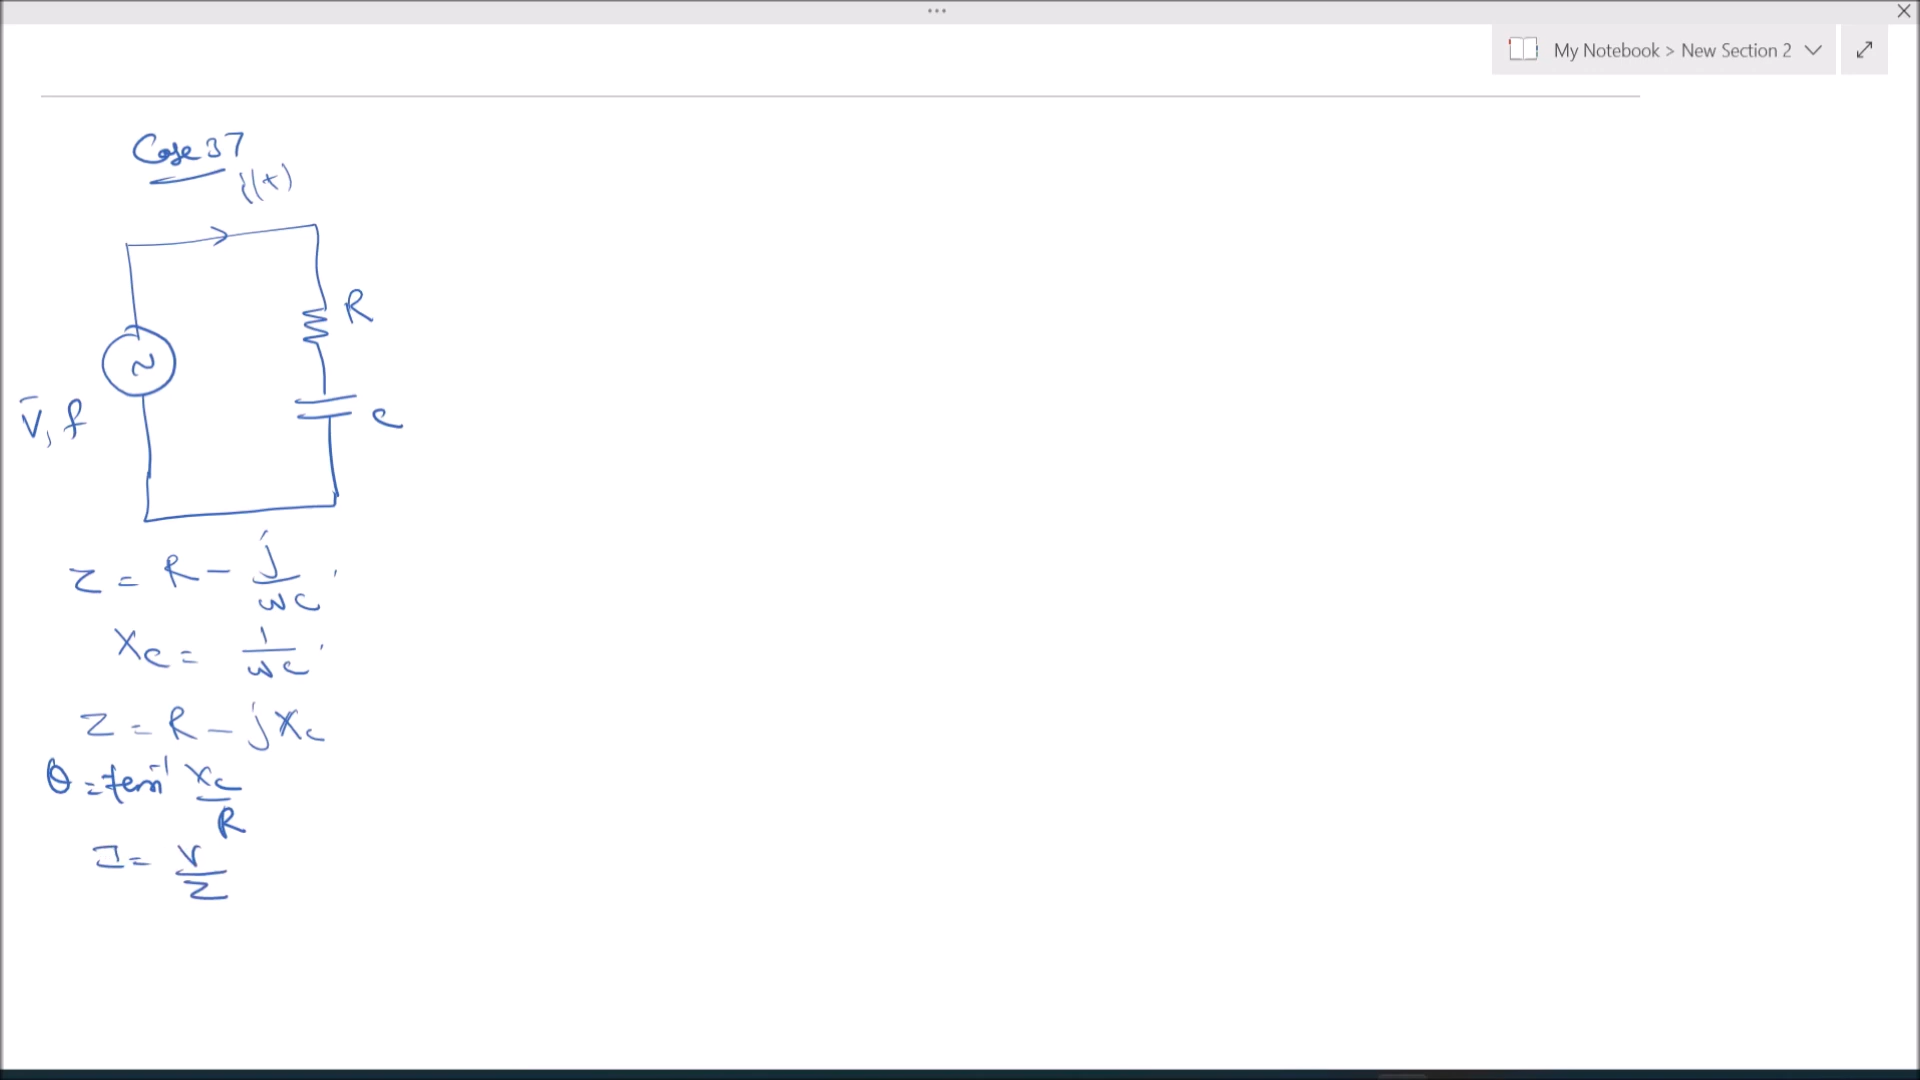 My Notebook > New Section 2
Case 37
i(t)
R
C
V̄, f
Z = R - j/ωC
Xc = 1/ωC
Z = R - jXc
θ = tan⁻¹ Xc/R
I = V/Z